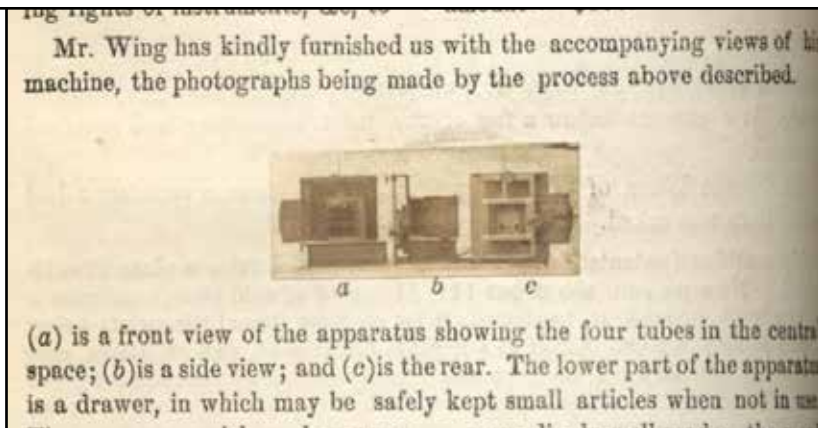 Mr. Wing has kindly furnished us with the accompanying views of
machine, the photographs being made by the process above described.
a b c
(a) is a front view of the apparatus showing the four tubes in the
space; (b) is a side view; and (c) is the rear. The lower part of the
is a drawer, in which may be safely kept small articles when not in